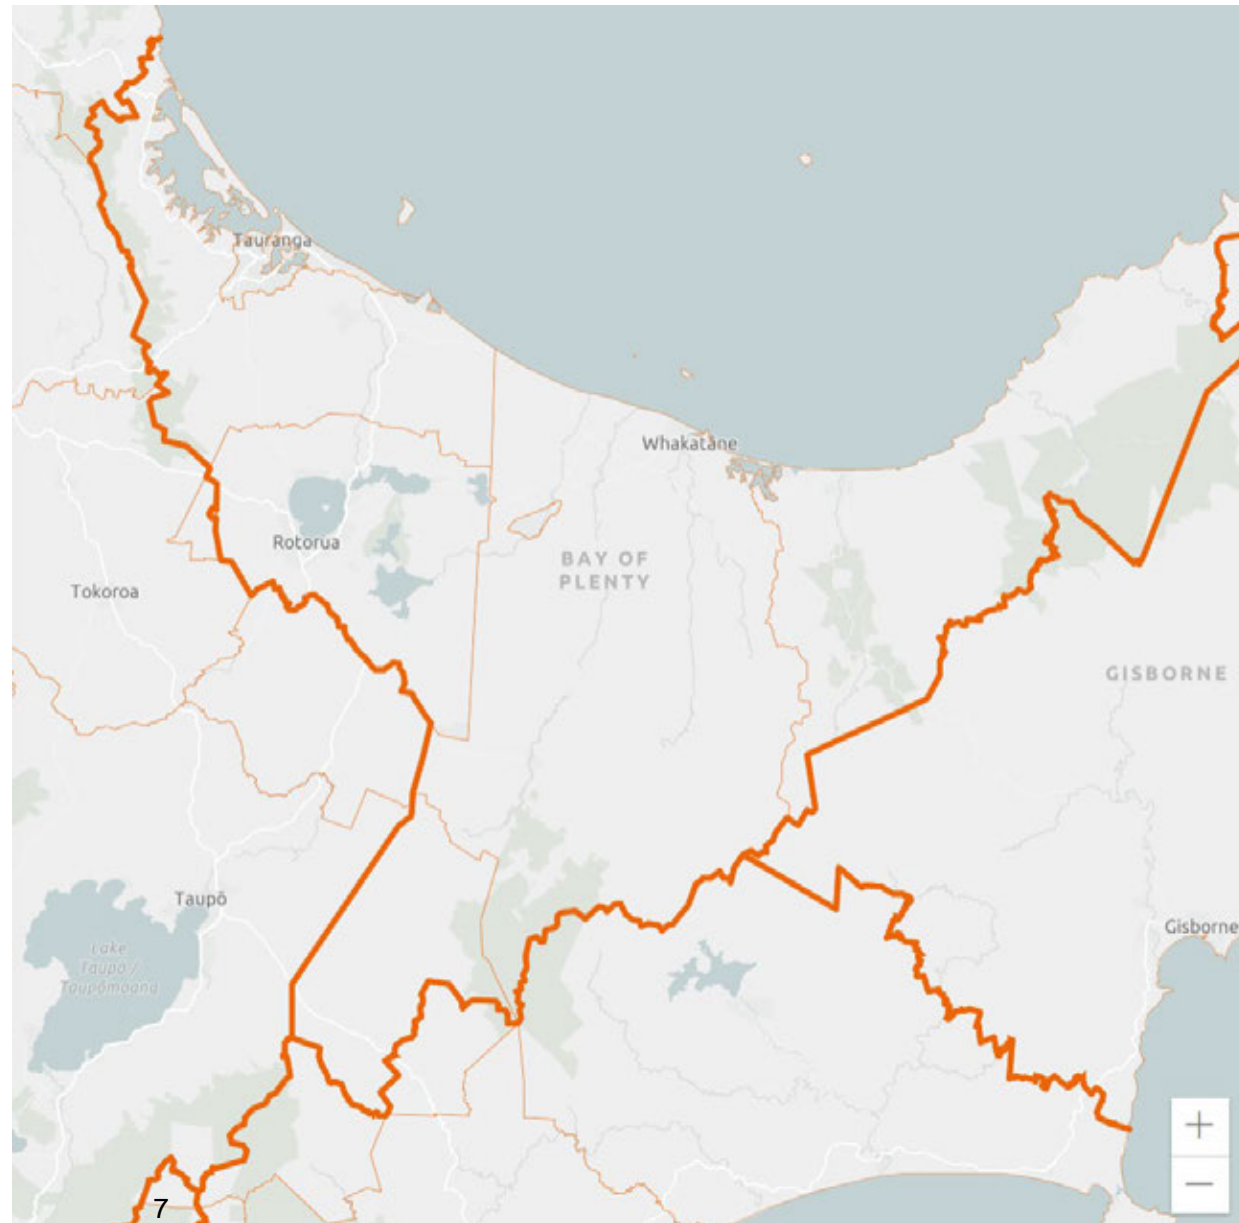 Tauranga
Whakatāne
BAY OF
PLENTY
Rotorua
Tokoroa
GISBORNE
Taupō
Gisborne
Lake
Taupō /
Taupōmoana
+
−
7